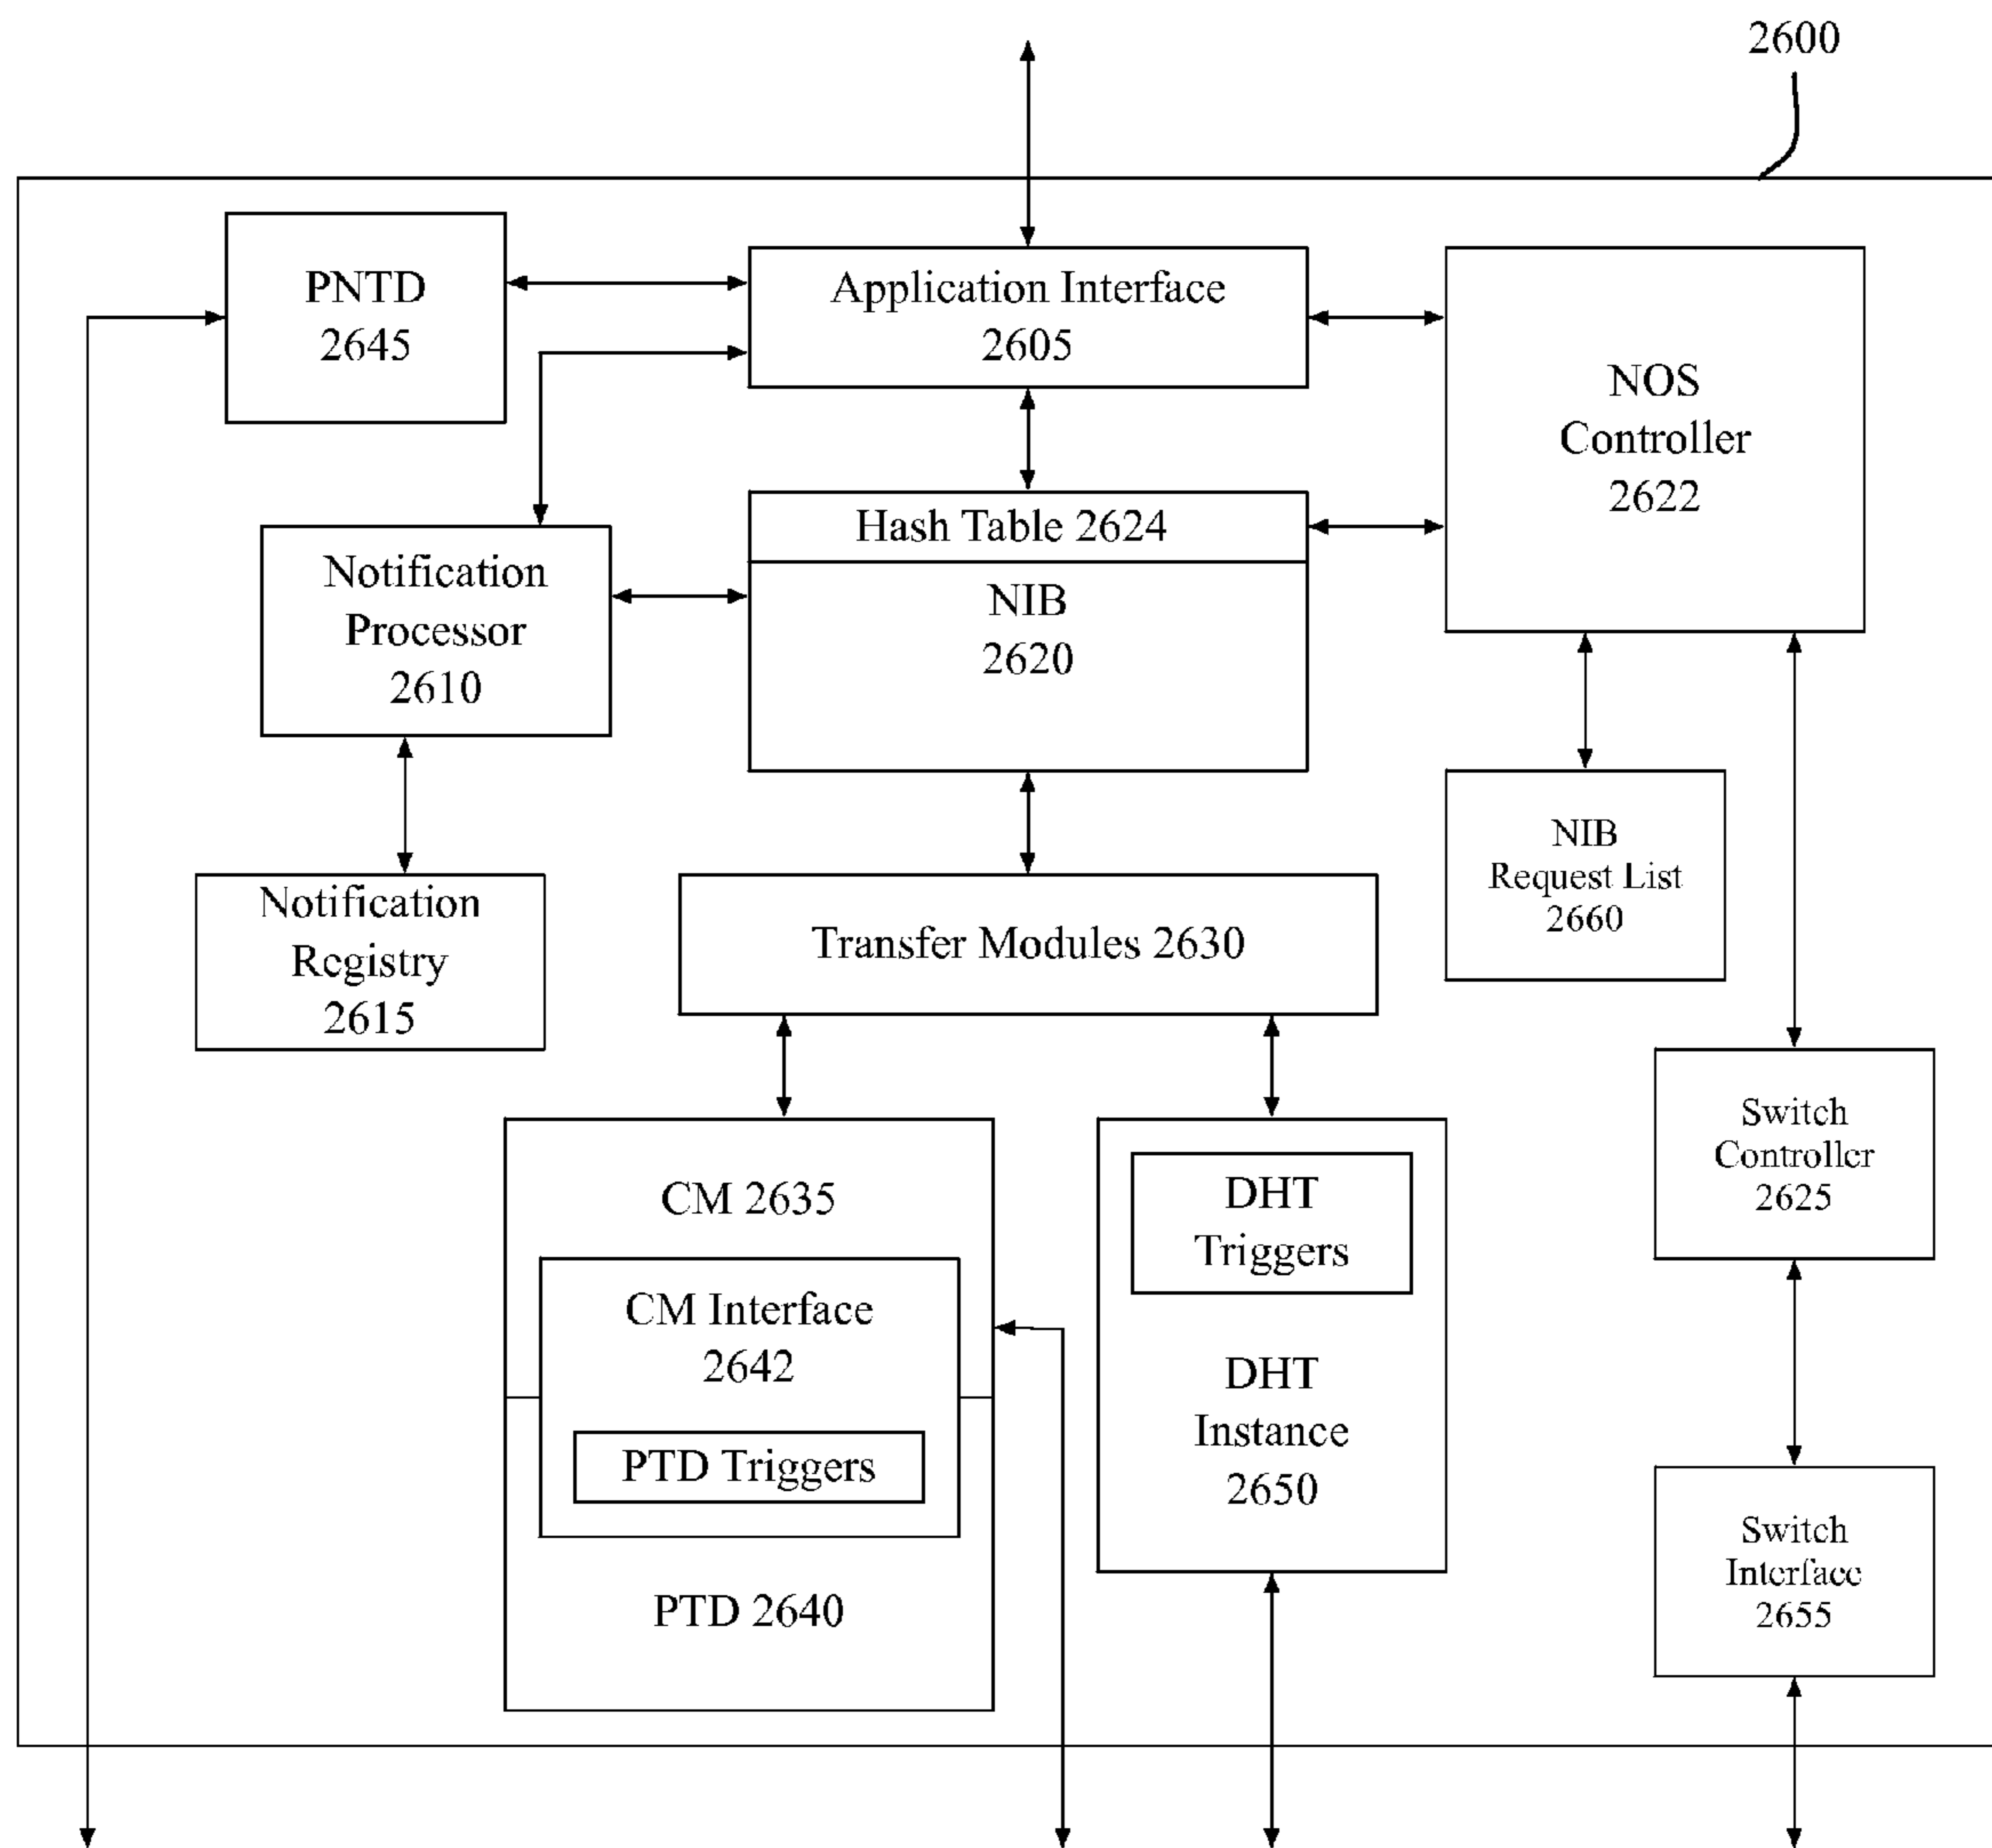 2600
PNTD
2645
Application Interface
2605
NOS
Controller
2622
Hash Table 2624
NIB
2620
Notification
Processor
2610
NIB
Request List
2660
Notification
Registry
2615
Transfer Modules 2630
Switch
Controller
2625
CM 2635
CM Interface
2642
PTD Triggers
PTD 2640
DHT
Triggers
DHT
Instance
2650
Switch
Interface
2655